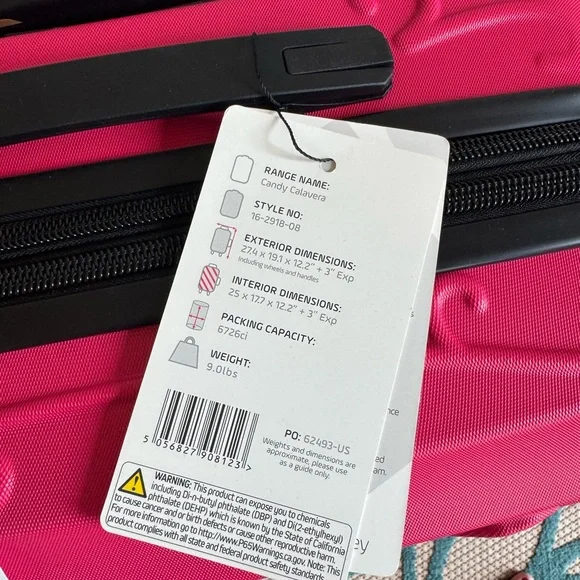 RANGE NAME:
Candy Calavera
STYLE NO:
16-2918-08
EXTERIOR DIMENSIONS:
27.4 x 19.1 x 12.2" + 3" Exp
Including wheels and handles
INTERIOR DIMENSIONS:
25 x 17.7 x 12.2" + 3" Exp
PACKING CAPACITY:
6726ci
WEIGHT:
9.0lbs
5 056827 908123 >
PO: 62493-US
Weights and dimensions are
approximate, please use
as a guide only.
WARNING: This product can expose you to chemicals
including Di-n-butyl phthalate (DBP) and Di(2-ethylhexyl)
phthalate (DEHP) which is known by the State of California
to cause cancer and or birth defects or cause other reproductive harm.
For more information go to http://www.P65Warnings.ca.gov. Note: This
product complies with all state and federal product safety standards.
ance
ed
am.
ey